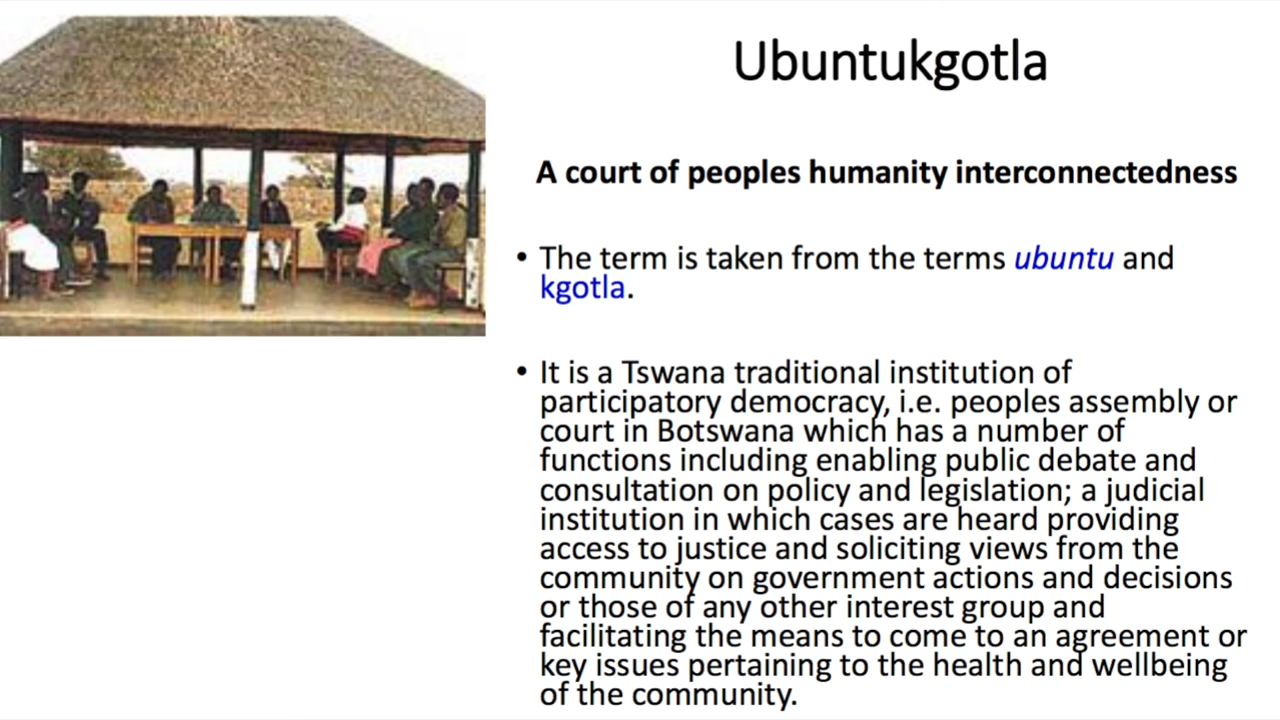 Ubuntukgotla
A court of peoples humanity interconnectedness
• The term is taken from the terms ubuntu and
kgotla.
• It is a Tswana traditional institution of
participatory democracy, i.e. peoples assembly or
court in Botswana which has a number of
functions including enabling public debate and
consultation on policy and legislation; a judicial
institution in which cases are heard providing
access to justice and soliciting views from the
community on government actions and decisions
or those of any other interest group and
facilitating the means to come to an agreement or
key issues pertaining to the health and wellbeing
of the community.